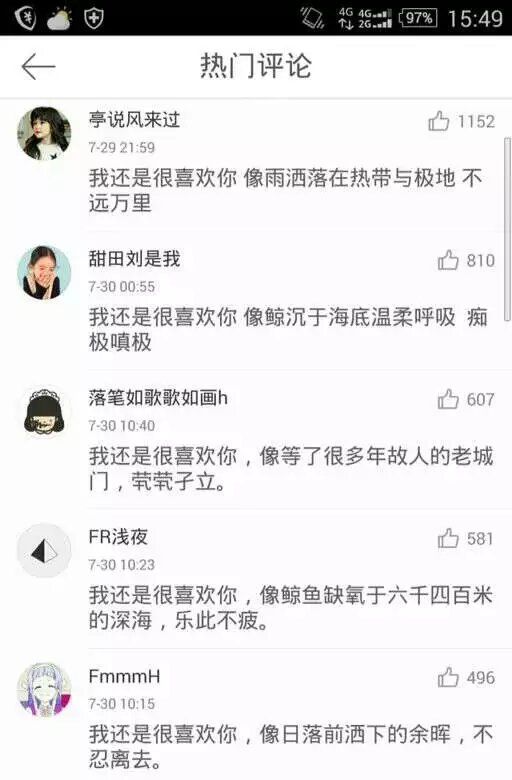 4G 4G 2G 97% 15:49
热门评论
亭说风来过 1152
7-29 21:59
我还是很喜欢你 像雨洒落在热带与极地 不
远万里
甜田刘是我 810
7-30 00:55
我还是很喜欢你 像鲸沉于海底温柔呼吸 痴
极嗔极
落笔如歌歌如画h 607
7-30 10:40
我还是很喜欢你，像等了很多年故人的老城
门，茕茕孑立。
FR浅夜 581
7-30 10:23
我还是很喜欢你，像鲸鱼缺氧于六千四百米
的深海，乐此不疲。
FmmmH 496
7-30 10:15
我还是很喜欢你，像日落前洒下的余晖，不
忍离去。